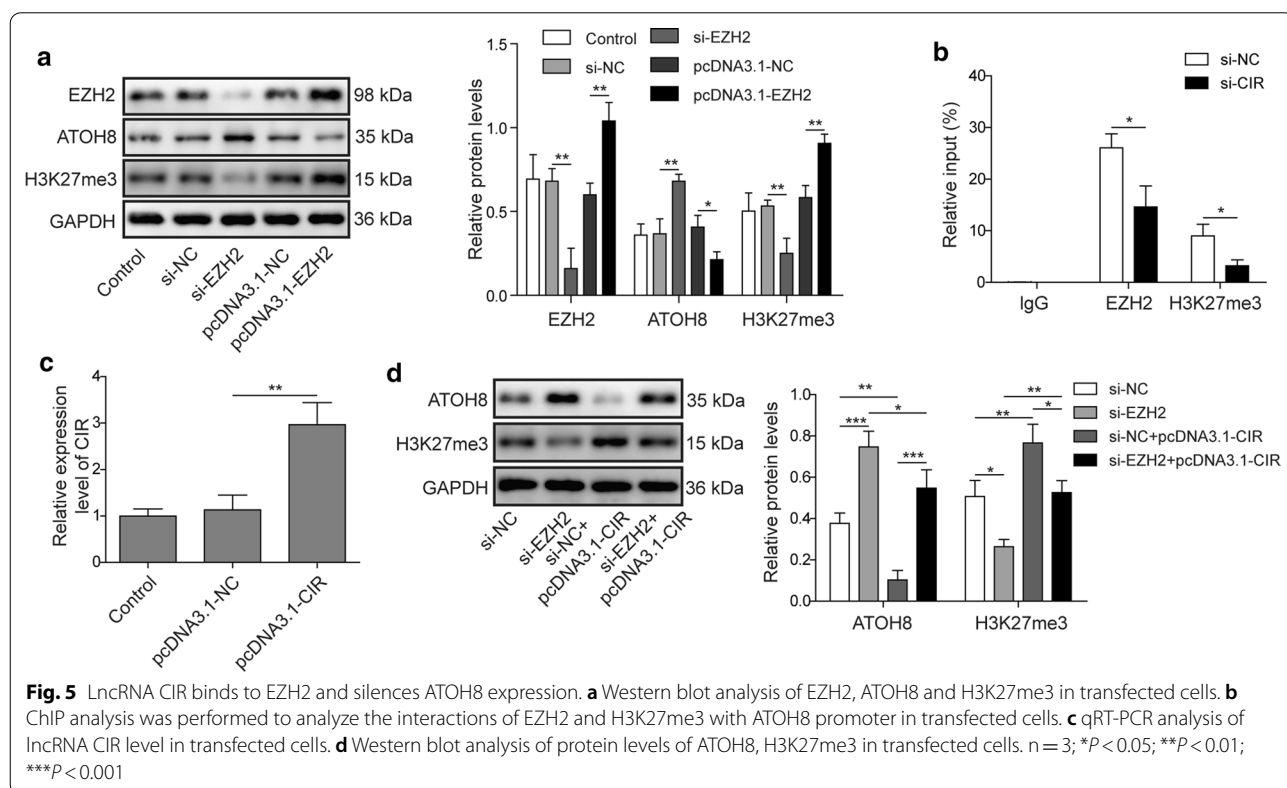 a
EZH2
98 kDa
ATOH8
35 kDa
H3K27me3
15 kDa
GAPDH
36 kDa
Control
si-NC
si-EZH2
pcDNA3.1-NC
pcDNA3.1-EZH2
Relative protein levels
1.5
1.0
0.5
0.0
Control
si-NC
si-EZH2
pcDNA3.1-NC
pcDNA3.1-EZH2
**
**
**
*
**
**
EZH2
ATOH8
H3K27me3
b
si-NC
si-CIR
Relative input (%)
40
30
20
10
0
*
*
IgG
EZH2
H3K27me3
c
Relative expression
level of CIR
4
3
2
1
0
**
Control
pcDNA3.1-NC
pcDNA3.1-CIR
d
ATOH8
35 kDa
H3K27me3
15 kDa
GAPDH
36 kDa
si-NC
si-EZH2
si-NC+
pcDNA3.1-CIR
si-EZH2+
pcDNA3.1-CIR
Relative protein levels
1.0
0.8
0.6
0.4
0.2
0.0
**
*
***
***
**
**
*
*
ATOH8
H3K27me3
si-NC
si-EZH2
si-NC+pcDNA3.1-CIR
si-EZH2+pcDNA3.1-CIR
Fig. 5 LncRNA CIR binds to EZH2 and silences ATOH8 expression. a Western blot analysis of EZH2, ATOH8 and H3K27me3 in transfected cells. b
ChIP analysis was performed to analyze the interactions of EZH2 and H3K27me3 with ATOH8 promoter in transfected cells. c qRT-PCR analysis of
lncRNA CIR level in transfected cells. d Western blot analysis of protein levels of ATOH8, H3K27me3 in transfected cells. n = 3; *P < 0.05; **P < 0.01;
***P < 0.001